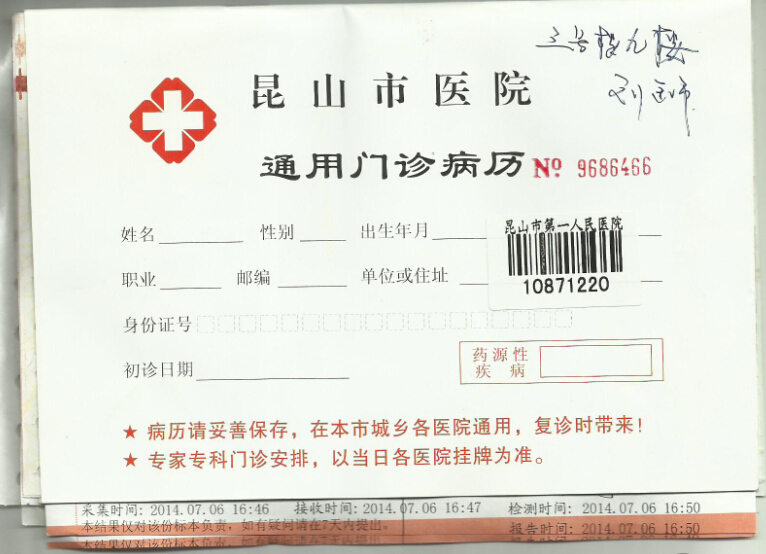 三号楼九楼
刘医师
昆山市医院
通用门诊病历 Nº 9686466
姓名 性别 出生年月
昆山市第一人民医院
职业 邮编 单位或住址
10871220
身份证号
药源性
疾病
初诊日期
★ 病历请妥善保存，在本市城乡各医院通用，复诊时带来！
★ 专家专科门诊安排，以当日各医院挂牌为准。
采集时间: 2014.07.06 16:46 接收时间: 2014.07.06 16:47 检测时间: 2014.07.06 16:50
本结果仅对该份标本负责，如有疑问请在7天内提出。 报告时间: 2014.07.06 16:50